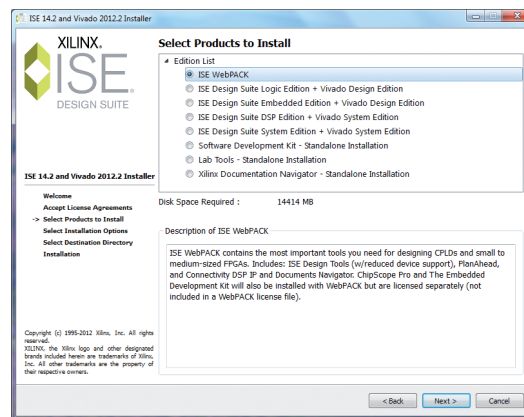 ISE 14.2 and Vivado 2012.2 Installer
XILINX®
ISE®
DESIGN SUITE
ISE 14.2 and Vivado 2012.2 Installer
Welcome
Accept License Agreements
-> Select Products to Install
Select Installation Options
Select Destination Directory
Installation
Copyright (c) 1995-2012 Xilinx, Inc. All rights
reserved.
XILINX, the Xilinx logo and other designated
brands included herein are trademarks of Xilinx,
Inc. All other trademarks are the property of
their respective owners.
Select Products to Install
Edition List
ISE WebPACK
ISE Design Suite Logic Edition + Vivado Design Edition
ISE Design Suite Embedded Edition + Vivado Design Edition
ISE Design Suite DSP Edition + Vivado System Edition
ISE Design Suite System Edition + Vivado System Edition
Software Development Kit - Standalone Installation
Lab Tools - Standalone Installation
Xilinx Documentation Navigator - Standalone Installation
Disk Space Required : 14414 MB
Description of ISE WebPACK
ISE WebPACK contains the most important tools you need for designing CPLDs and small to
medium-sized FPGAs. Includes: ISE Design Tools (w/reduced device support), PlanAhead,
and Connectivity DSP IP and Documents Navigator. ChipScope Pro and The Embedded
Development Kit will also be installed with WebPACK but are licensed separately (not
included in a WebPACK license file).
< Back
Next >
Cancel